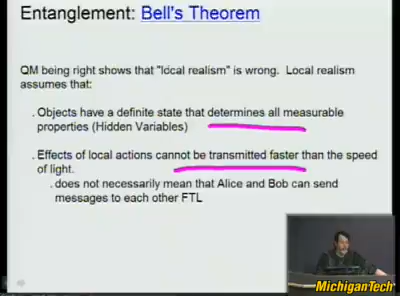 Entanglement: Bell's Theorem
QM being right shows that "local realism" is wrong. Local realism
assumes that:
. Objects have a definite state that determines all measurable
properties (Hidden Variables)
. Effects of local actions cannot be transmitted faster than the speed
of light.
. does not necessarily mean that Alice and Bob can send
messages to each other FTL
MichiganTech